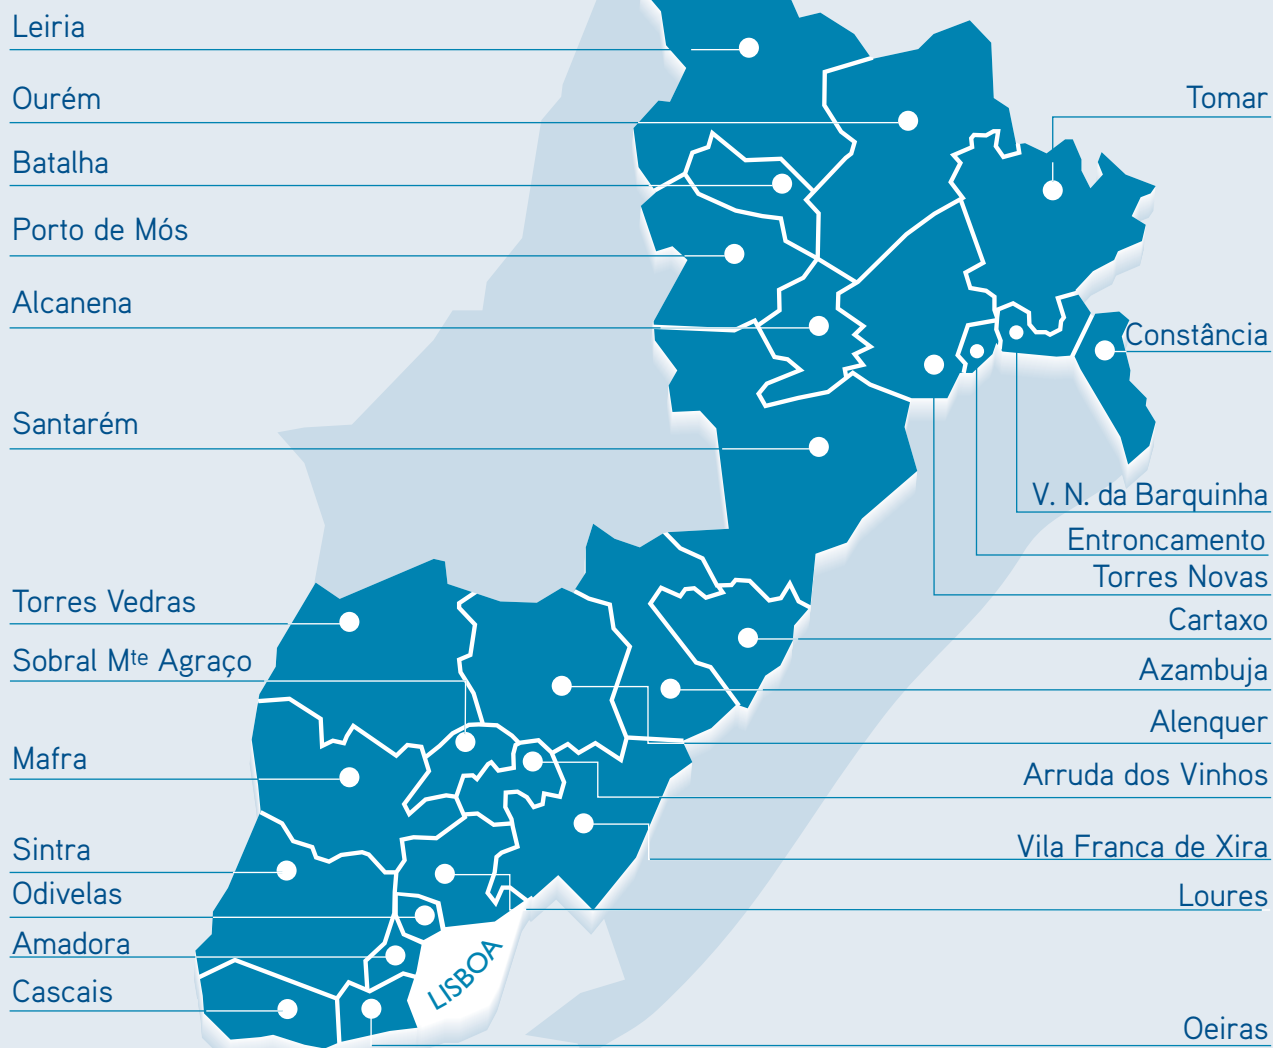 Leiria
Ourém
Batalha
Porto de Mós
Alcanena
Santarém
Torres Vedras
Sobral Mte Agraço
Mafra
Sintra
Odivelas
Amadora
Cascais
LISBOA
Tomar
Constância
V. N. da Barquinha
Entroncamento
Torres Novas
Cartaxo
Azambuja
Alenquer
Arruda dos Vinhos
Vila Franca de Xira
Loures
Oeiras